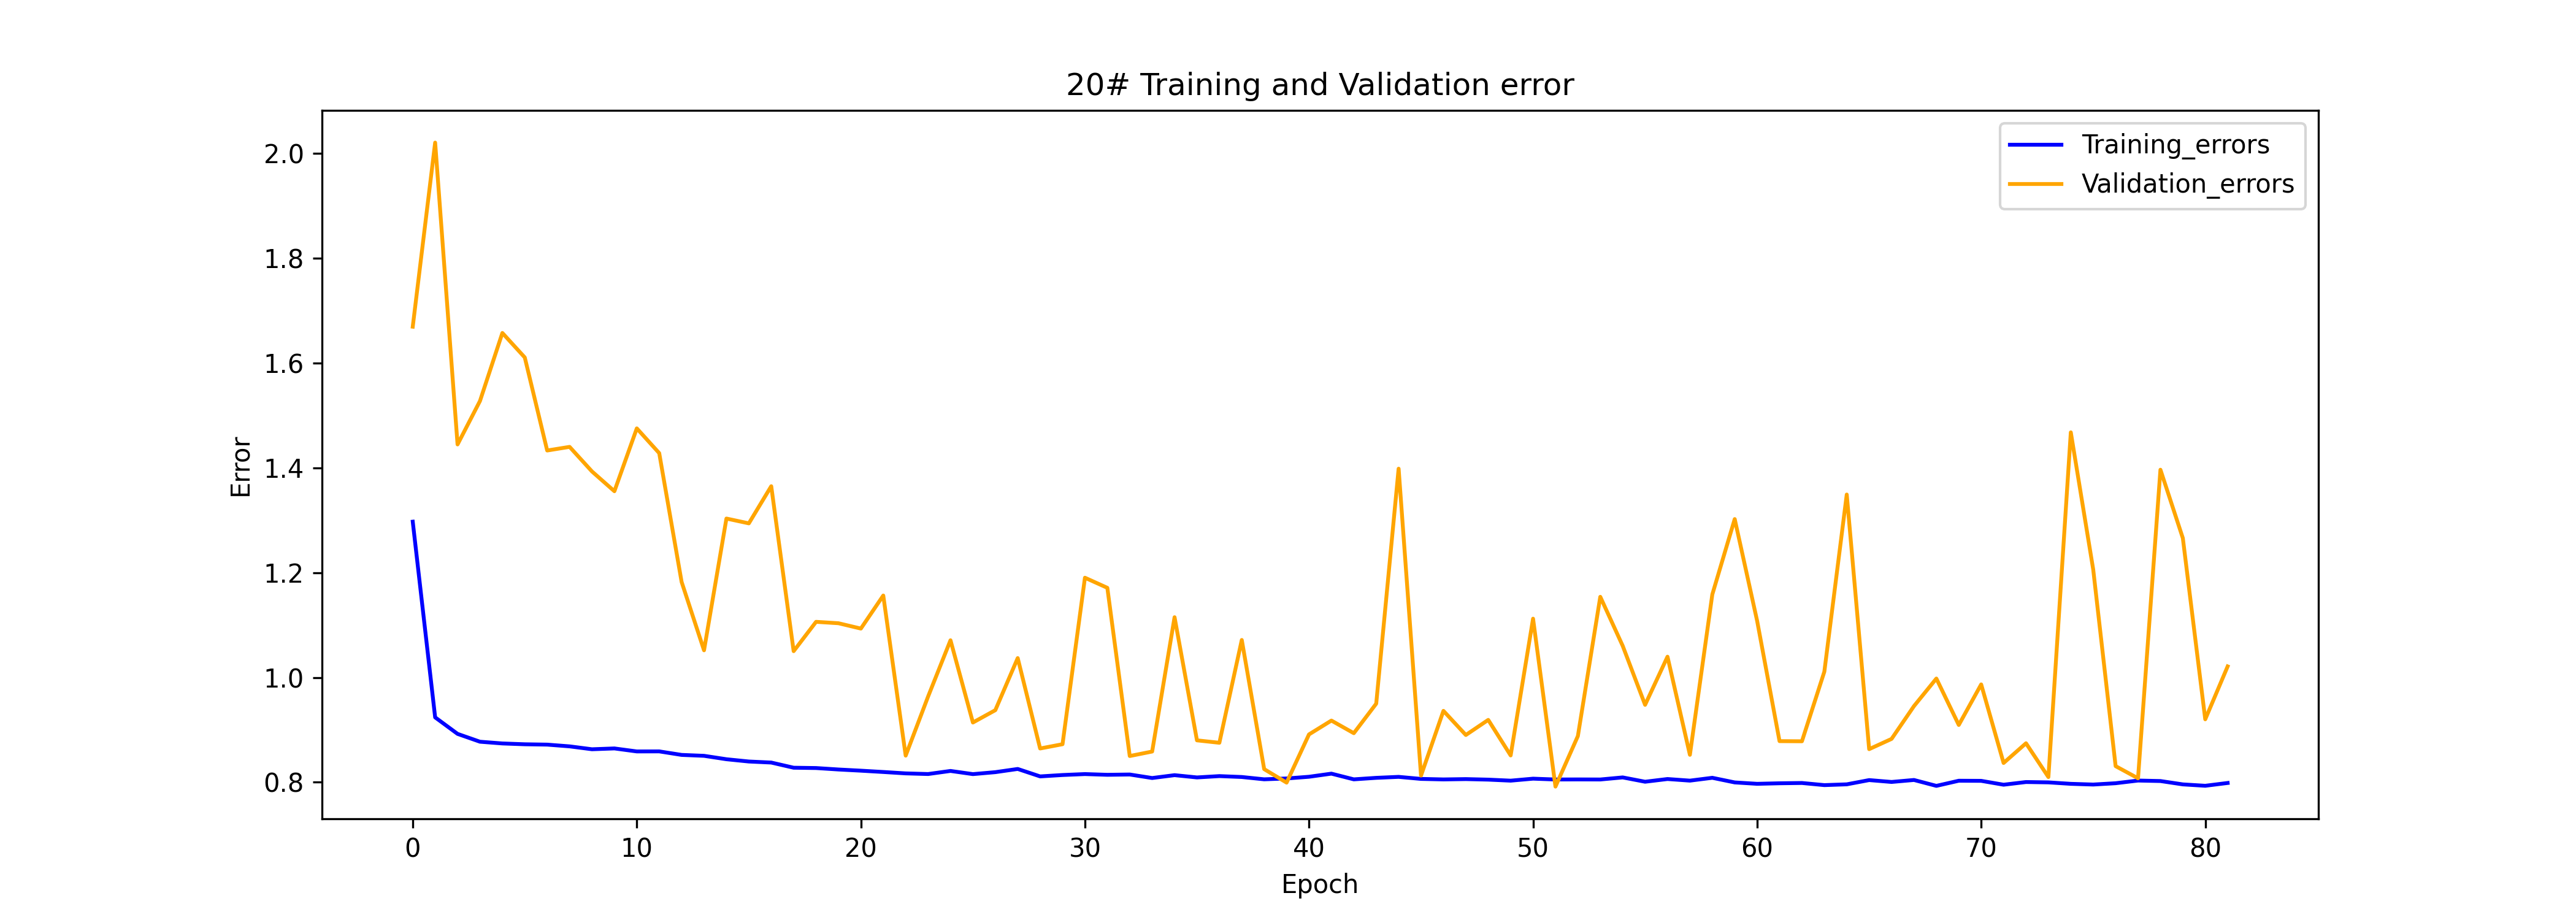 20# Training and Validation error
Training_errors
Validation_errors
2.0
1.8
1.6
1.4
1.2
1.0
0.8
Error
0 10 20 30 40 50 60 70 80
Epoch